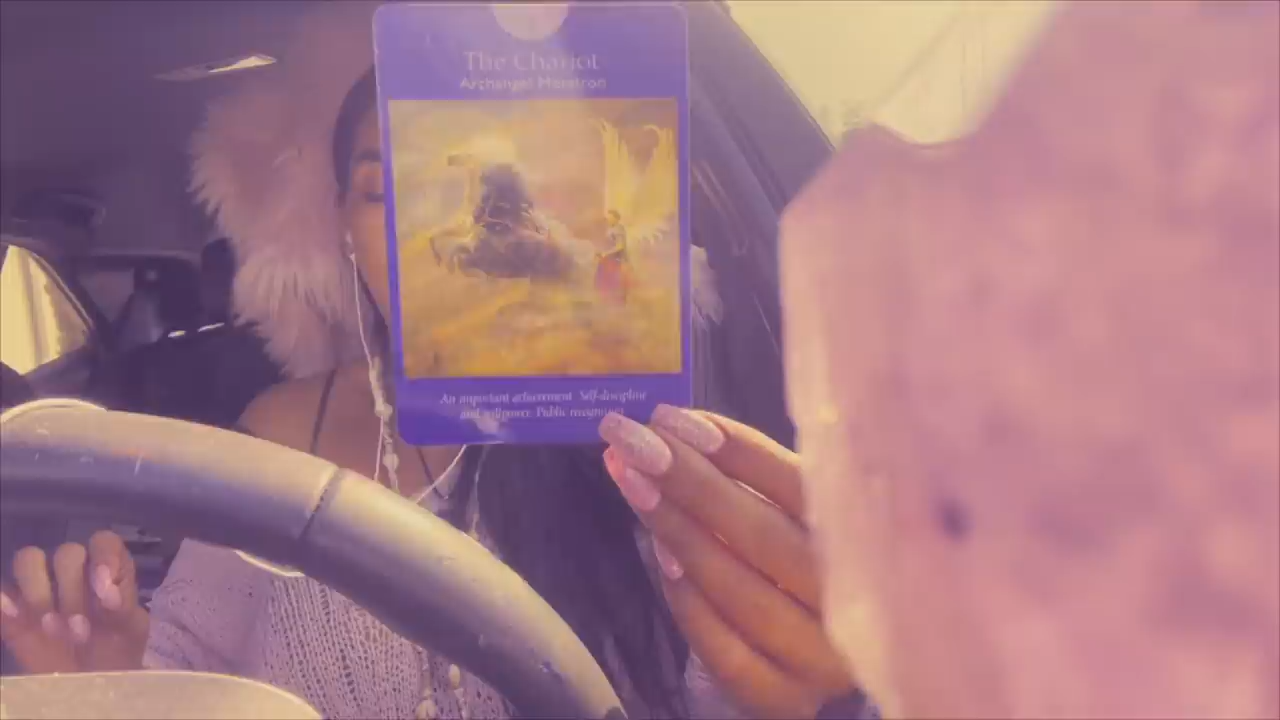 The Chariot
Archangel Metatron
An important achievement. Self-discipline
and willpower. Public recognition.